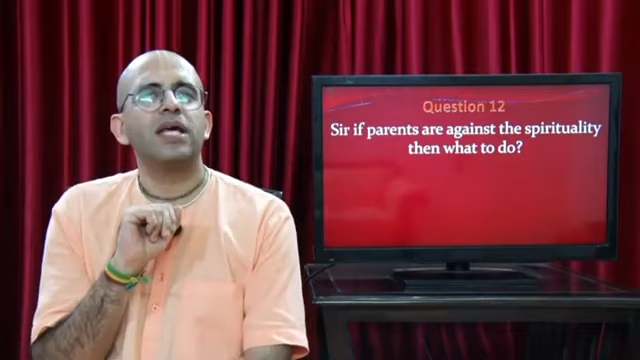 Question 12
Sir if parents are against the spirituality
then what to do?